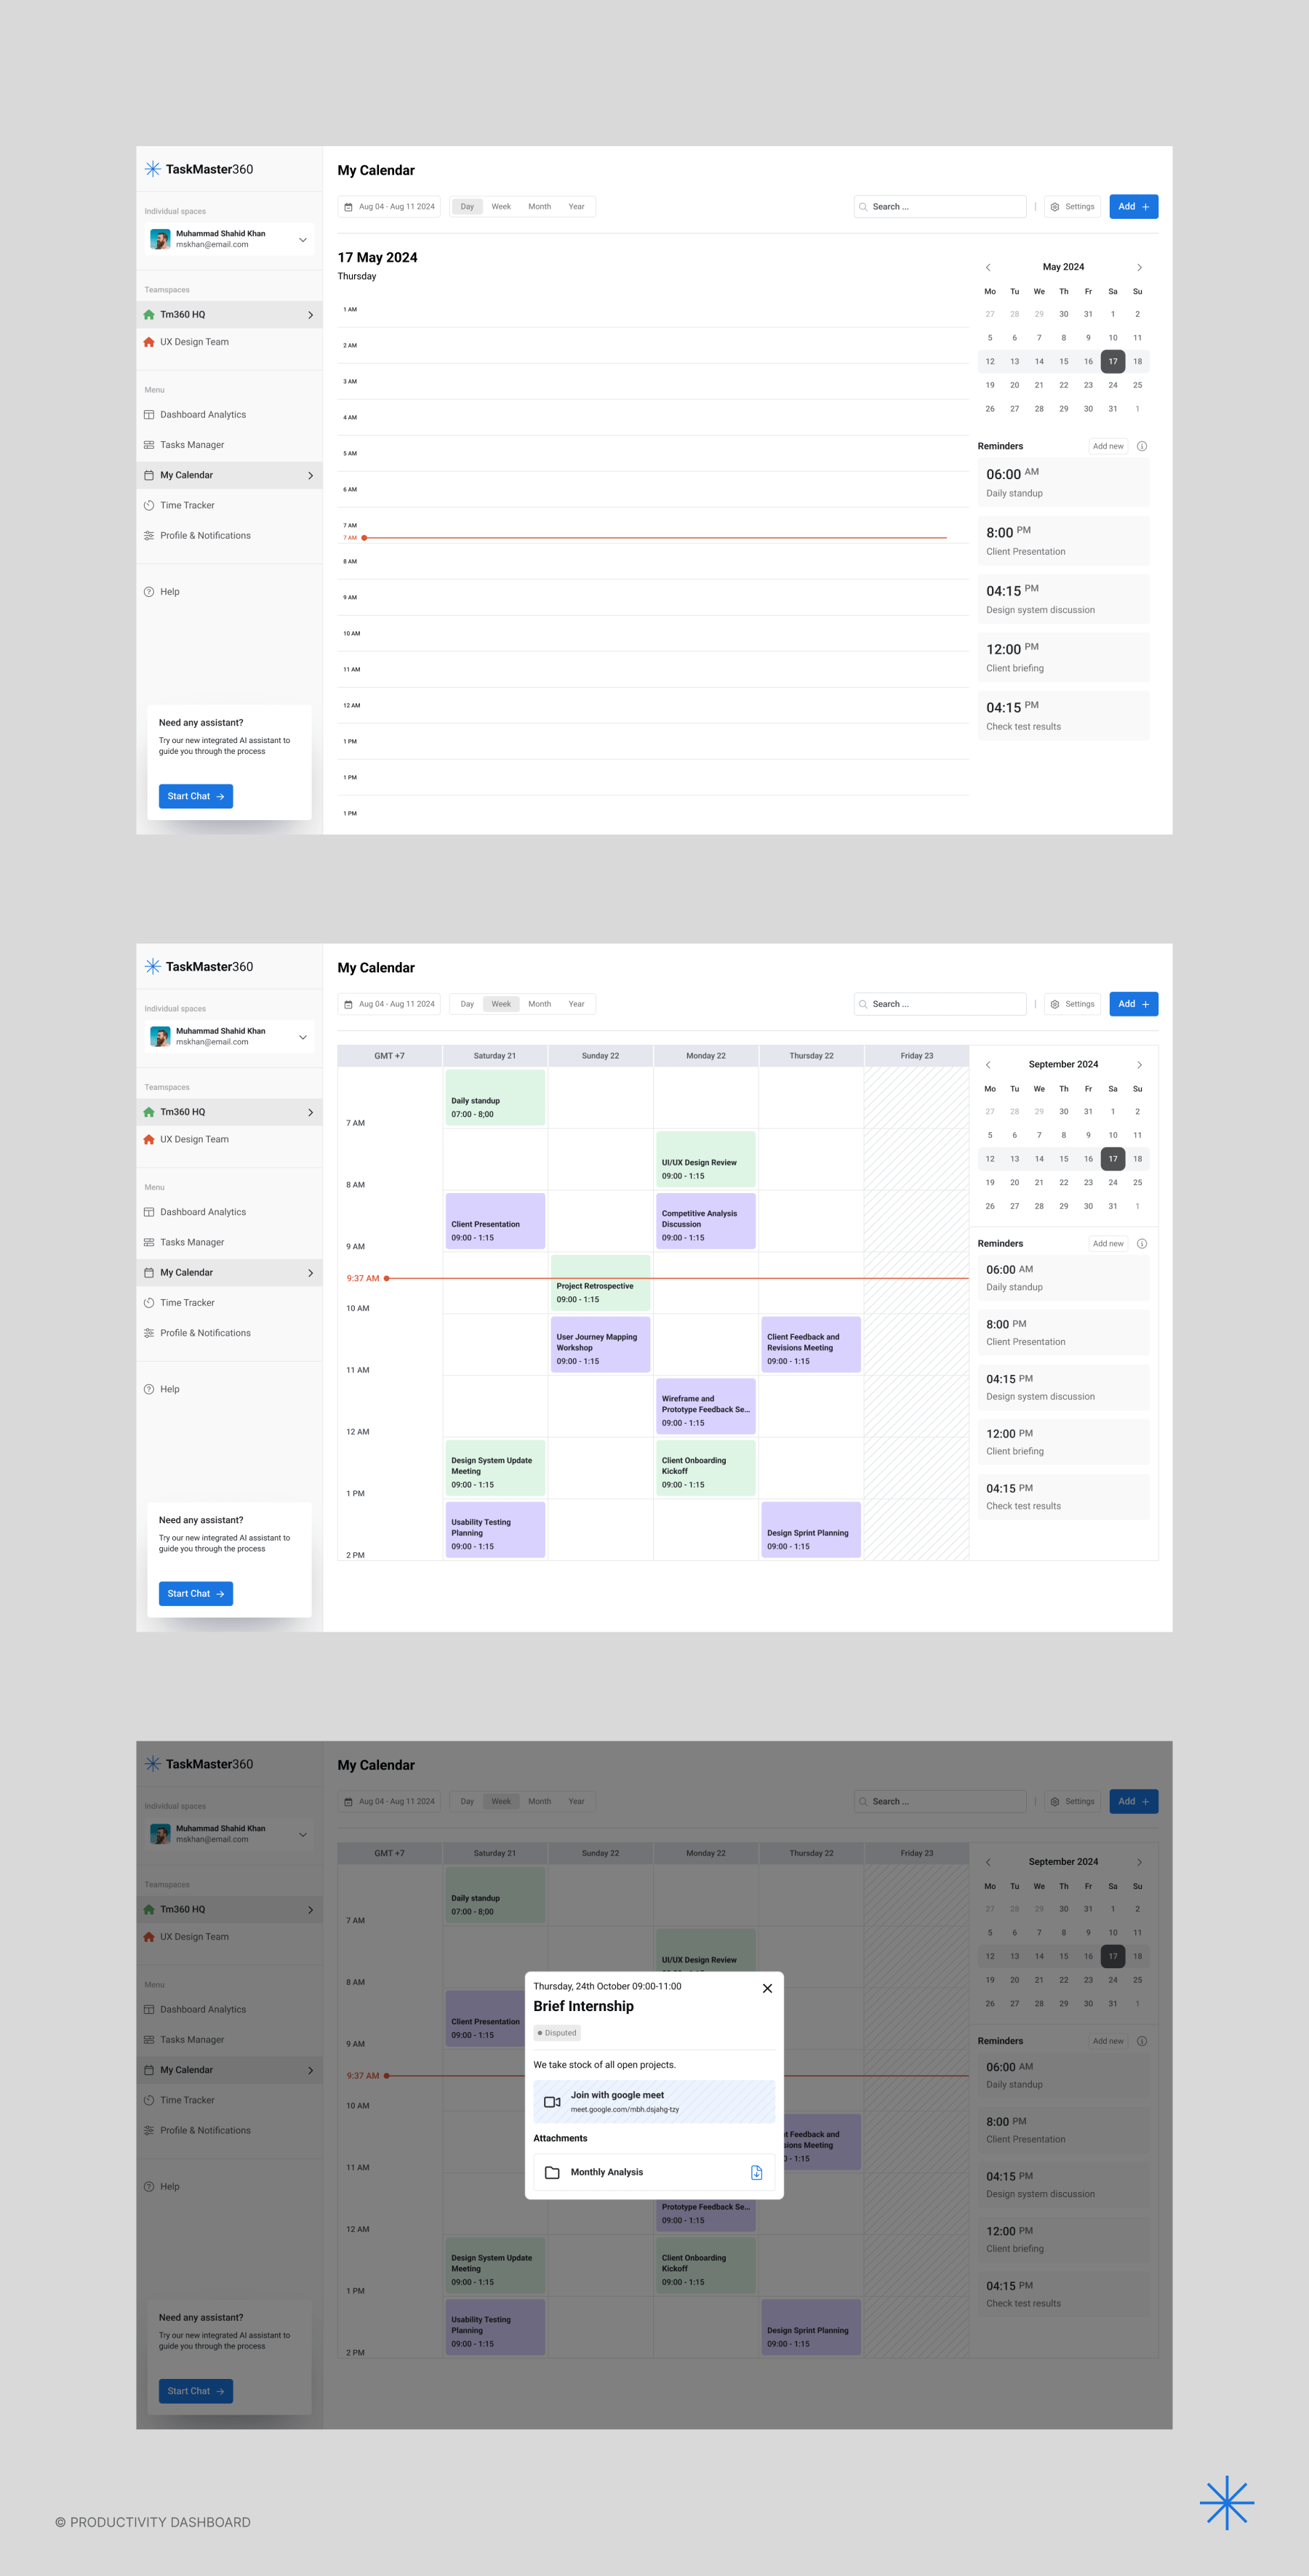 TaskMaster360
Individual spaces
Muhammad Shahid Khan
mskhan@email.com
Teamspaces
Tm360 HQ
UX Design Team
Menu
Dashboard Analytics
Tasks Manager
My Calendar
Time Tracker
Profile & Notifications
Help
Need any assistant?
Try our new integrated AI assistant to
guide you through the process
Start Chat
My Calendar
Aug 04 - Aug 11 2024 Day Week Month Year Search ... Settings Add +
17 May 2024
Thursday
1 AM
2 AM
3 AM
4 AM
5 AM
6 AM
7 AM
7 AM
8 AM
9 AM
10 AM
11 AM
12 AM
1 PM
1 PM
1 PM
May 2024
Mo Tu We Th Fr Sa Su
27 28 29 30 31 1 2
5 6 7 8 9 10 11
12 13 14 15 16 17 18
19 20 21 22 23 24 25
26 27 28 29 30 31 1
Reminders Add new
06:00 AM
Daily standup
8:00 PM
Client Presentation
04:15 PM
Design system discussion
12:00 PM
Client briefing
04:15 PM
Check test results
TaskMaster360
Individual spaces
Muhammad Shahid Khan
mskhan@email.com
Teamspaces
Tm360 HQ
UX Design Team
Menu
Dashboard Analytics
Tasks Manager
My Calendar
Time Tracker
Profile & Notifications
Help
Need any assistant?
Try our new integrated AI assistant to
guide you through the process
Start Chat
My Calendar
Aug 04 - Aug 11 2024 Day Week Month Year Search ... Settings Add +
GMT +7 Saturday 21 Sunday 22 Monday 22 Thursday 22 Friday 23
Daily standup
07:00 - 8;00
7 AM
UI/UX Design Review
09:00 - 1:15
8 AM
Client Presentation
09:00 - 1:15
Competitive Analysis
Discussion
09:00 - 1:15
9 AM
9:37 AM
Project Retrospective
09:00 - 1:15
10 AM
User Journey Mapping
Workshop
09:00 - 1:15
Client Feedback and
Revisions Meeting
09:00 - 1:15
11 AM
Wireframe and
Prototype Feedback Se...
09:00 - 1:15
12 AM
Design System Update
Meeting
09:00 - 1:15
Client Onboarding
Kickoff
09:00 - 1:15
1 PM
Usability Testing
Planning
09:00 - 1:15
Design Sprint Planning
09:00 - 1:15
2 PM
September 2024
Mo Tu We Th Fr Sa Su
27 28 29 30 31 1 2
5 6 7 8 9 10 11
12 13 14 15 16 17 18
19 20 21 22 23 24 25
26 27 28 29 30 31 1
Reminders Add new
06:00 AM
Daily standup
8:00 PM
Client Presentation
04:15 PM
Design system discussion
12:00 PM
Client briefing
04:15 PM
Check test results
TaskMaster360
Individual spaces
Muhammad Shahid Khan
mskhan@email.com
Teamspaces
Tm360 HQ
UX Design Team
Menu
Dashboard Analytics
Tasks Manager
My Calendar
Time Tracker
Profile & Notifications
Help
Need any assistant?
Try our new integrated AI assistant to
guide you through the process
Start Chat
My Calendar
Aug 04 - Aug 11 2024 Day Week Month Year Search ... Settings Add +
GMT +7 Saturday 21 Sunday 22 Monday 22 Thursday 22 Friday 23
Daily standup
07:00 - 8;00
7 AM
UI/UX Design Review
8 AM
Client Presentation
09:00 - 1:15
9 AM
9:37 AM
10 AM
Feedback and
Meeting
1:15
11 AM
Prototype Feedback Se...
09:00 - 1:15
12 AM
Design System Update
Meeting
09:00 - 1:15
Client Onboarding
Kickoff
09:00 - 1:15
1 PM
Usability Testing
Planning
09:00 - 1:15
Design Sprint Planning
09:00 - 1:15
2 PM
Thursday, 24th October 09:00-11:00
Brief Internship
Disputed
We take stock of all open projects.
Join with google meet
meet.google.com/mbh.dsjahg-tzy
Attachments
Monthly Analysis
September 2024
Mo Tu We Th Fr Sa Su
27 28 29 30 31 1 2
5 6 7 8 9 10 11
12 13 14 15 16 17 18
19 20 21 22 23 24 25
26 27 28 29 30 31 1
Reminders Add new
06:00 AM
Daily standup
8:00 PM
Client Presentation
04:15 PM
Design system discussion
12:00 PM
Client briefing
04:15 PM
Check test results
© PRODUCTIVITY DASHBOARD